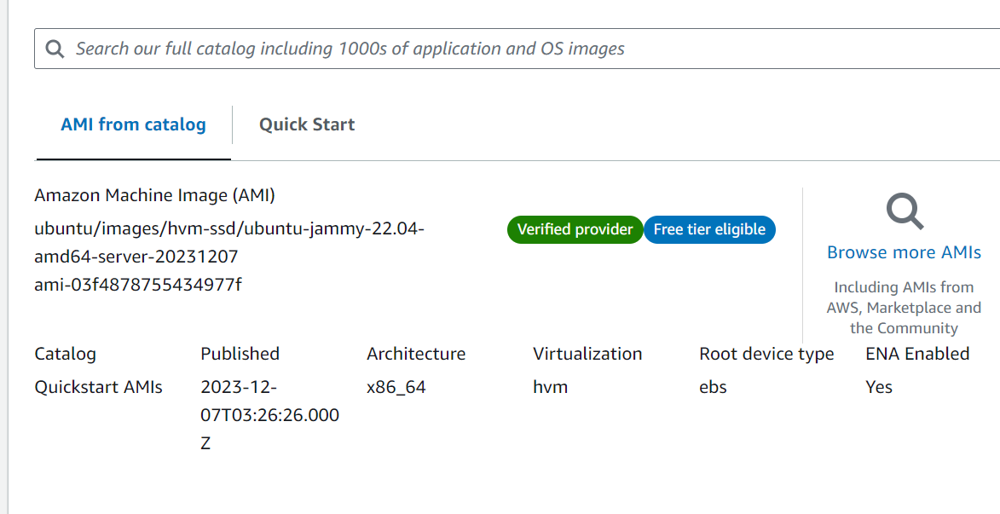 Search our full catalog including 1000s of application and OS images
AMI from catalog
Quick Start
Amazon Machine Image (AMI)
ubuntu/images/hvm-ssd/ubuntu-jammy-22.04-
amd64-server-20231207
ami-03f4878755434977f
Verified provider
Free tier eligible
Browse more AMIs
Including AMIs from
AWS, Marketplace and
the Community
Catalog
Quickstart AMIs
Published
2023-12-
07T03:26:26.000
Z
Architecture
x86_64
Virtualization
hvm
Root device type
ebs
ENA Enabled
Yes